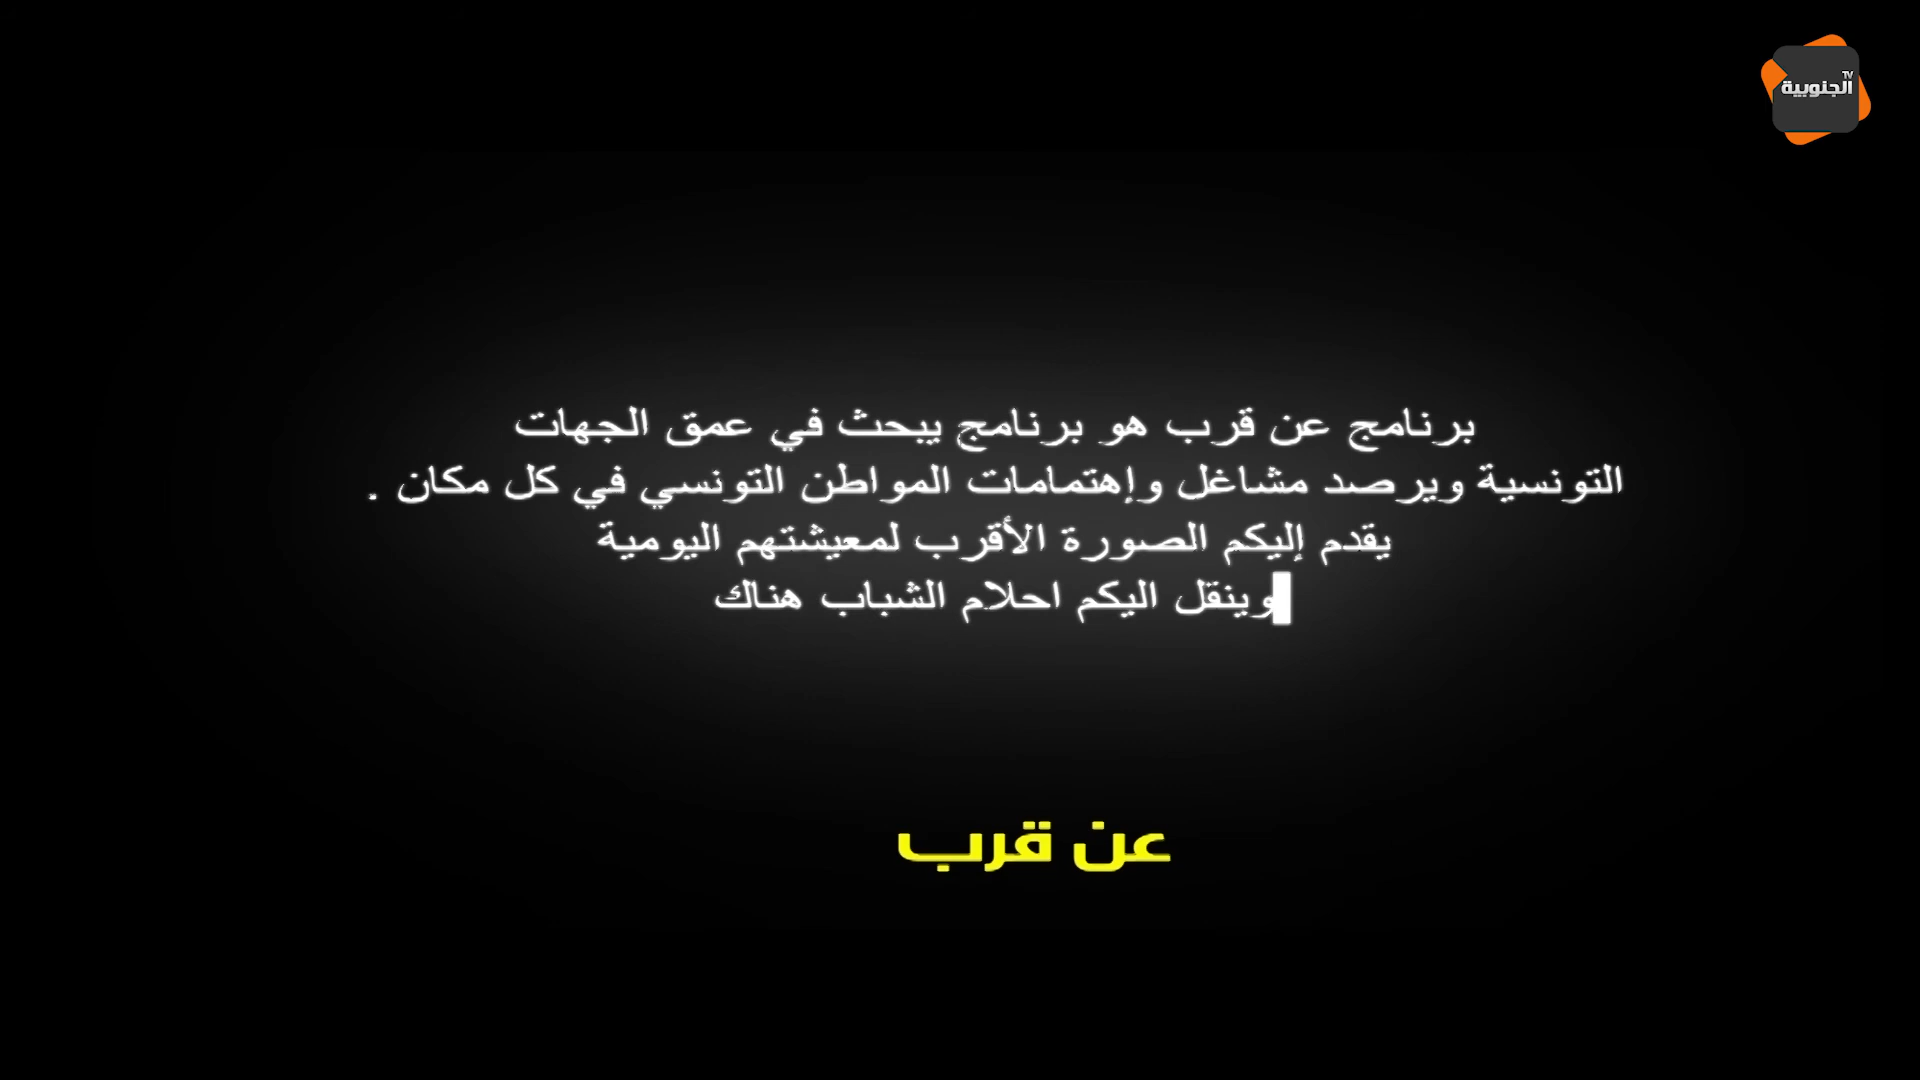 TV
الجنوبية
برنامج عن قرب هو برنامج يبحث في عمق الجهات
التونسية ويرصد مشاغل وإهتمامات المواطن التونسي في كل مكان .
يقدم إليكم الصورة الأقرب لمعيشتهم اليومية
وينقل اليكم احلام الشباب هناك
عن قرب